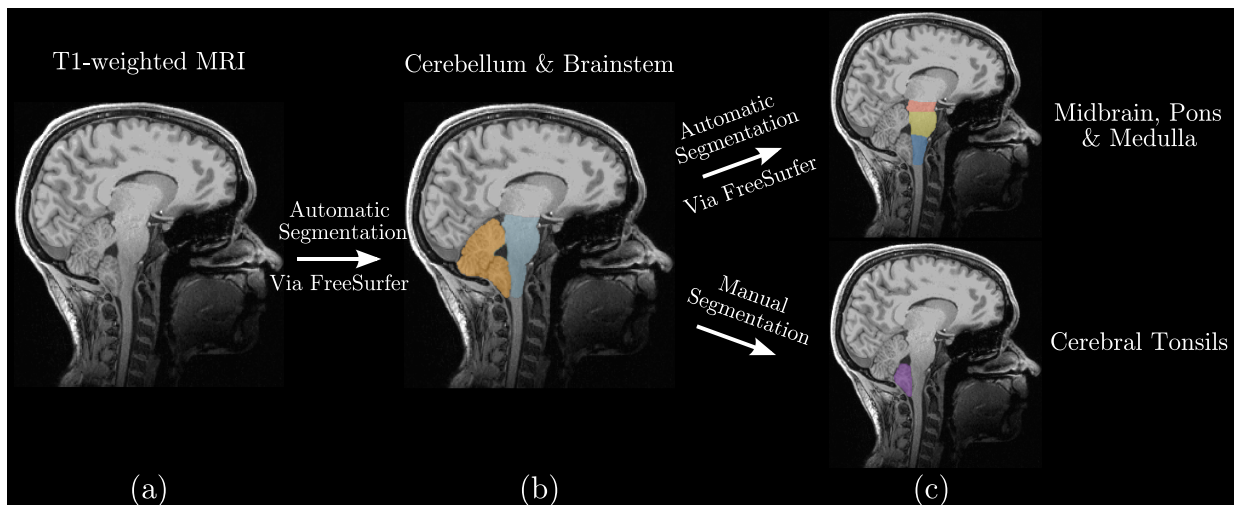 T1-weighted MRI
Automatic
Segmentation
Via FreeSurfer
Cerebellum & Brainstem
Automatic
Segmentation
Via FreeSurfer
Midbrain, Pons
& Medulla
Manual
Segmentation
Cerebral Tonsils
(a)
(b)
(c)